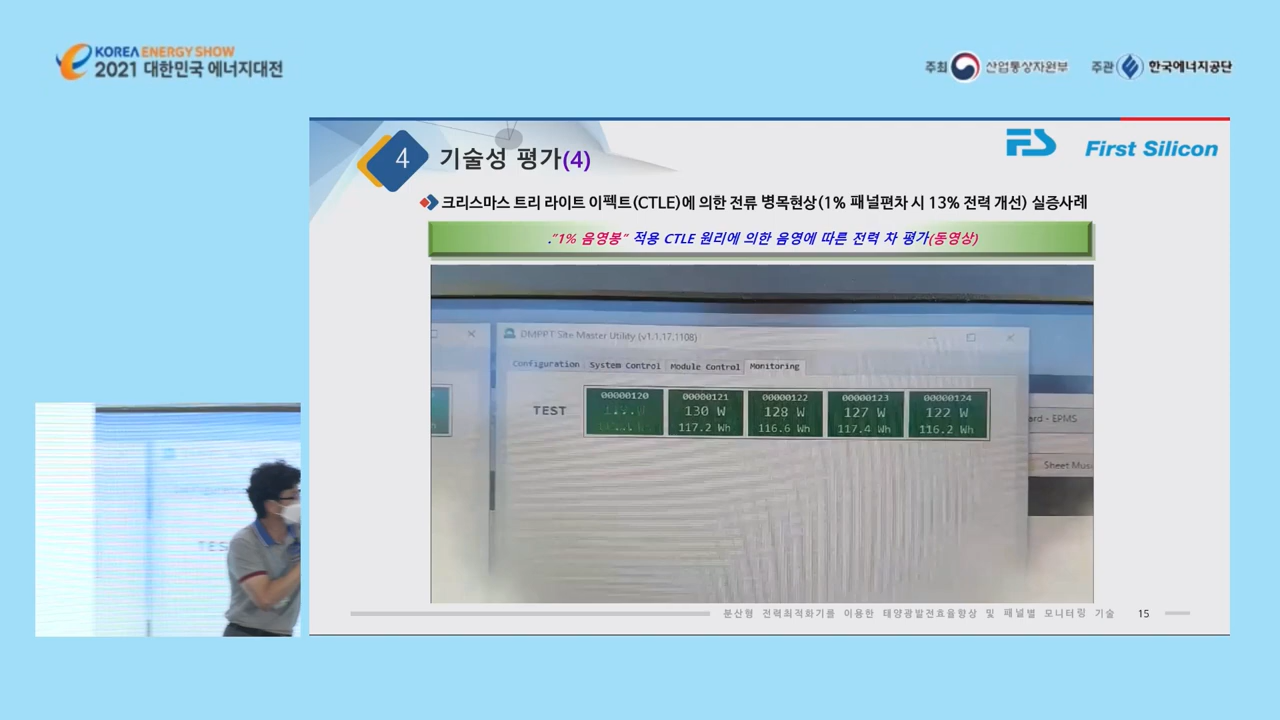 KOREA ENERGY SHOW
2021 대한민국 에너지대전
주최 산업통상자원부 주관 한국에너지공단
4 기술성 평가(4)
FS First Silicon
크리스마스 트리 라이트 이펙트(CTLE)에 의한 전류 병목현상(1% 패널편차 시 13% 전력 개선) 실증사례
."1% 음영봉" 적용 CTLE 원리에 의한 음영에 따른 전력 차 평가(동영상)
DMPPT Site Master Utility (v1.1.17.1108)
Configuration System Control Module Control Monitoring
TEST
00000120 00000121 00000122 00000123 00000124
130 W 128 W 127 W 122 W
117.2 Wh 116.6 Wh 117.4 Wh 116.2 Wh
ard - EPMS
Sheet Mus
TES
분산형 전력최적화기를 이용한 태양광발전효율향상 및 패널별 모니터링 기술 15